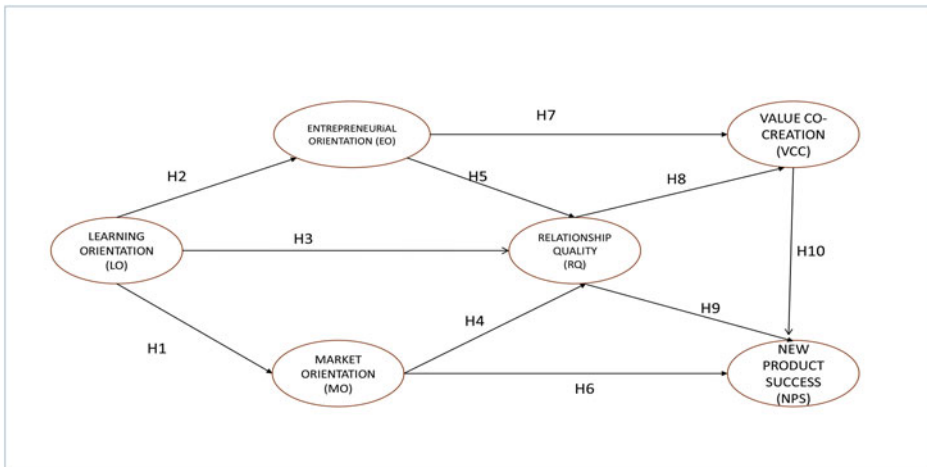 H7
VALUE CO-
CREATION
(VCC)
ENTREPRENEURiAL
ORIENTATION (EO)
H2
H5
H8
LEARNING
ORIENTATION
(LO)
H3
RELATIONSHIP
QUALITY
(RQ)
H10
H1
H4
H9
MARKET
ORIENTATION
(MO)
H6
NEW
PRODUCT
SUCCESS
(NPS)